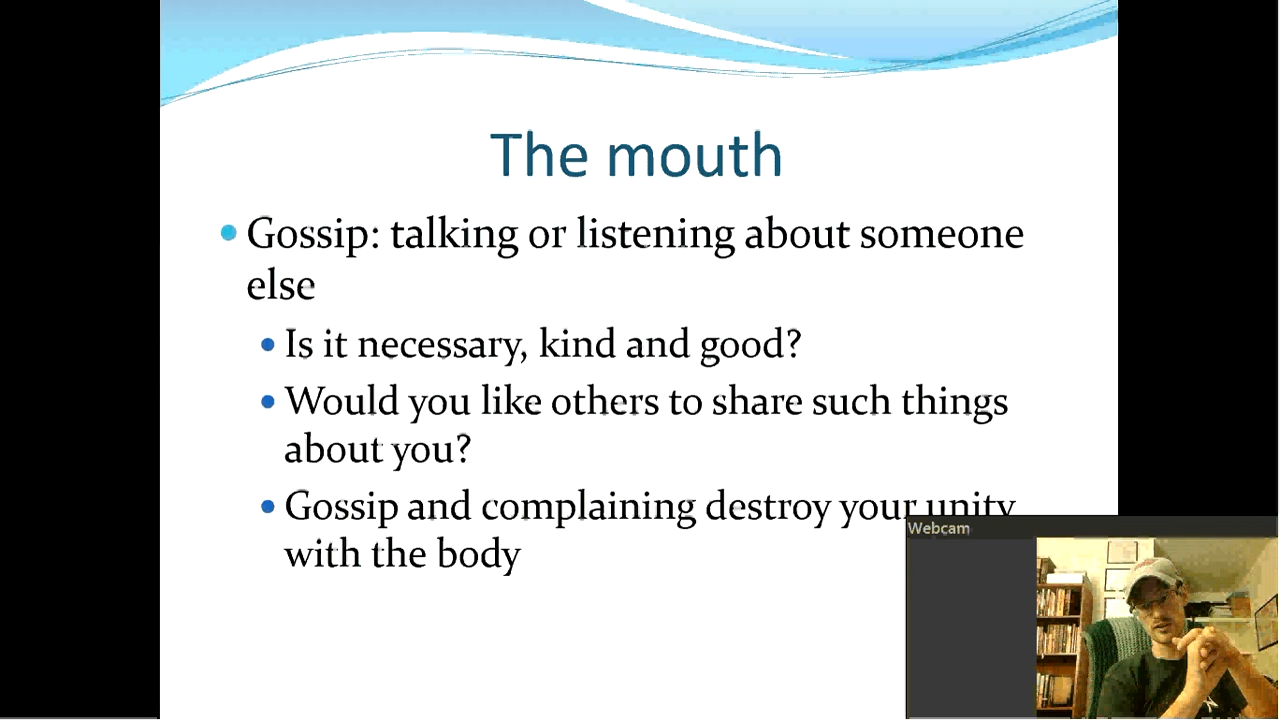 The mouth
Gossip: talking or listening about someone
else
Is it necessary, kind and good?
Would you like others to share such things
about you?
Gossip and complaining destroy your unity
with the body
Webcam